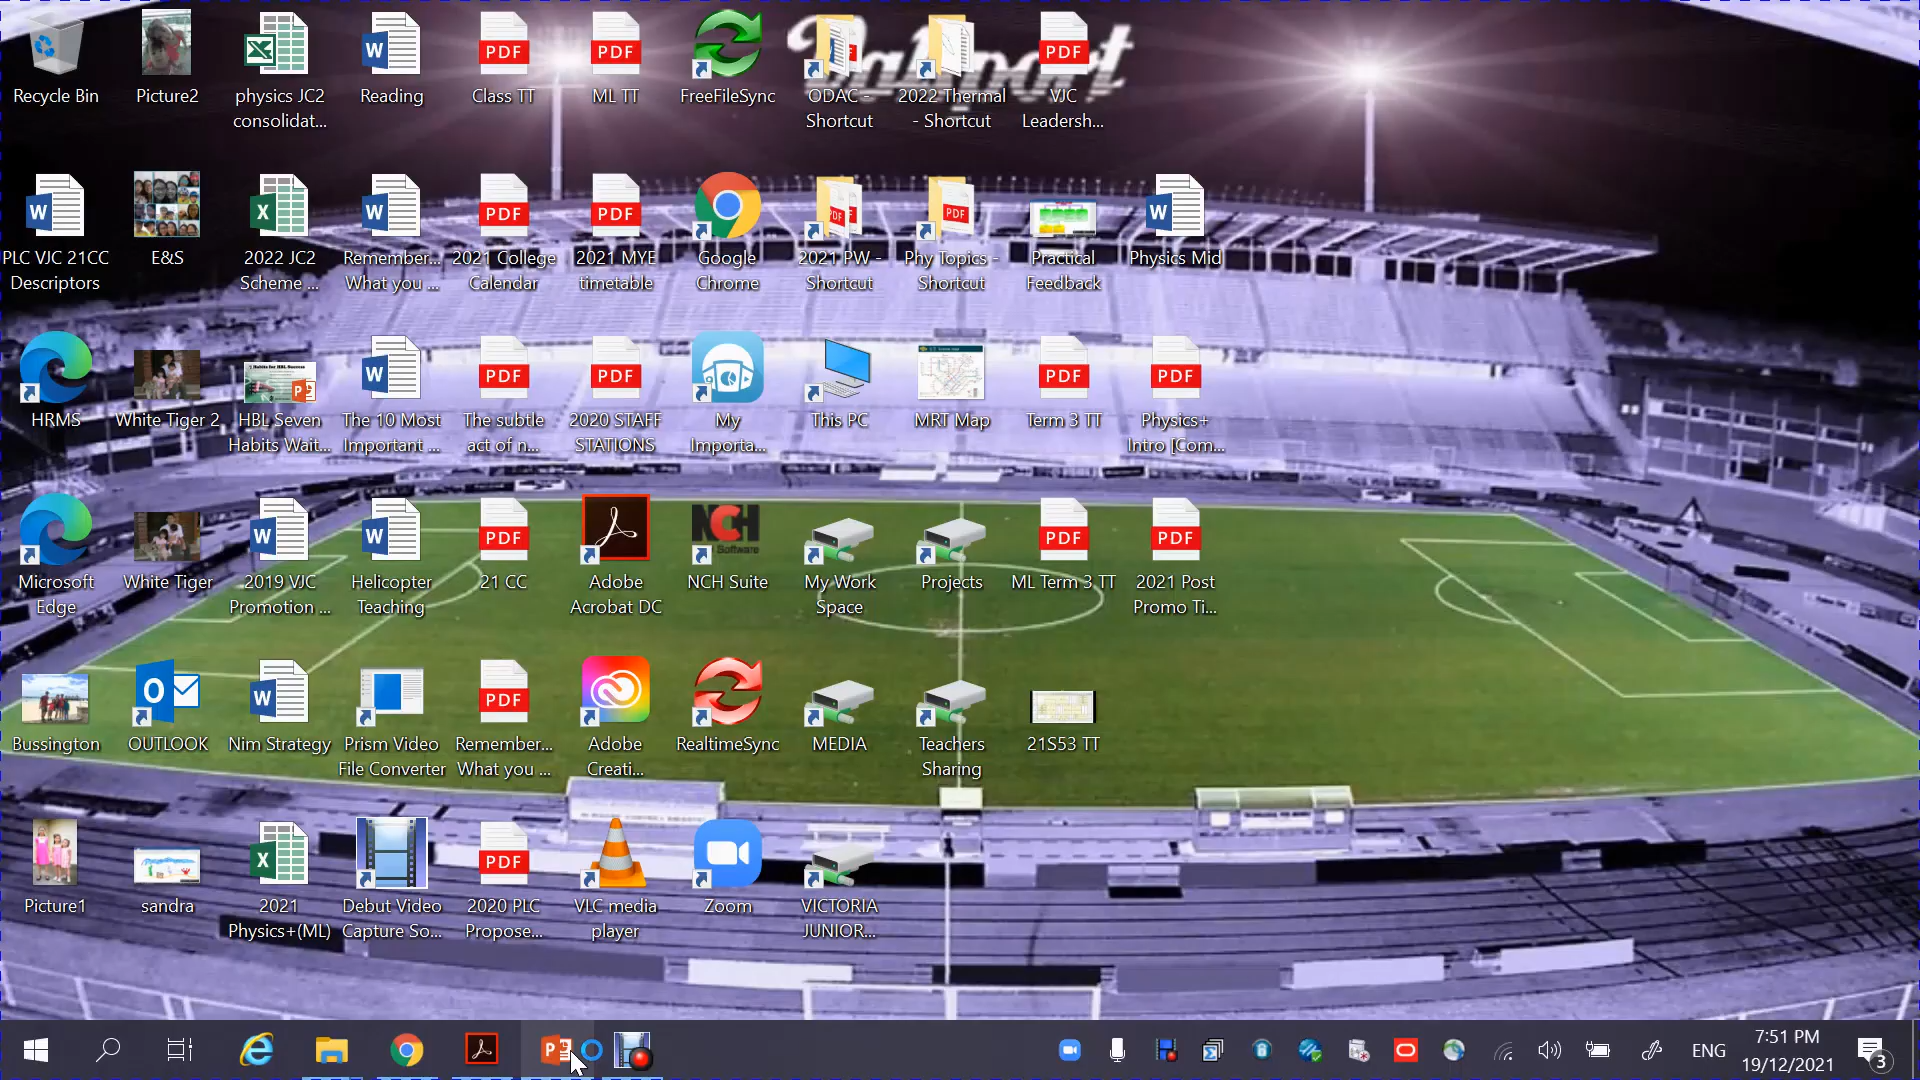 Dakport
Recycle Bin
Picture2
physics JC2
consolidat...
Reading
Class TT
ML TT
FreeFileSync
ODAC -
Shortcut
2022 Thermal
- Shortcut
VJC
Leadersh...
PLC VJC 21CC
Descriptors
E&S
2022 JC2
Scheme ...
Remember...
What you ...
2021 College
Calendar
2021 MYE
timetable
Google
Chrome
2021 PW -
Shortcut
Phy Topics -
Shortcut
Practical
Feedback
Physics Mid
HRMS
White Tiger 2
HBL Seven
Habits Wait...
The 10 Most
Important ...
The subtle
act of n...
2020 STAFF
STATIONS
My
Importa...
This PC
MRT Map
Term 3 TT
Physics+
Intro [Com...
Microsoft
Edge
White Tiger
2019 VJC
Promotion ...
Helicopter
Teaching
21 CC
Adobe
Acrobat DC
NCH Suite
My Work
Space
Projects
ML Term 3 TT
2021 Post
Promo Ti...
Bussington
OUTLOOK
Nim Strategy
Prism Video
File Converter
Remember...
What you ...
Adobe
Creati...
RealtimeSync
MEDIA
Teachers
Sharing
21S53 TT
Picture1
sandra
2021
Physics+(ML)
Debut Video
Capture So...
2020 PLC
Propose...
VLC media
player
Zoom
VICTORIA
JUNIOR...
ENG
7:51 PM
19/12/2021
3